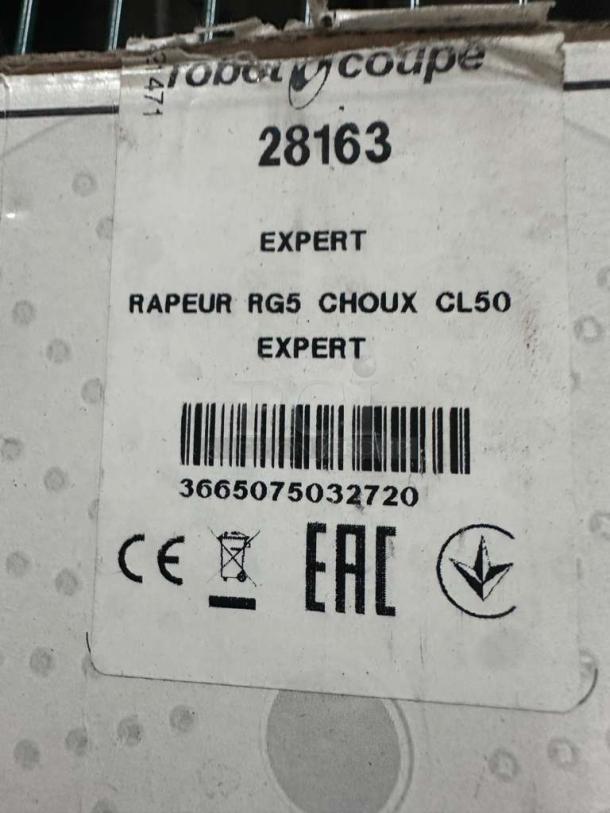 robot coupe
28163
EXPERT
RAPEUR RG5 CHOUX CL50
EXPERT
3665075032720
CE
EAC